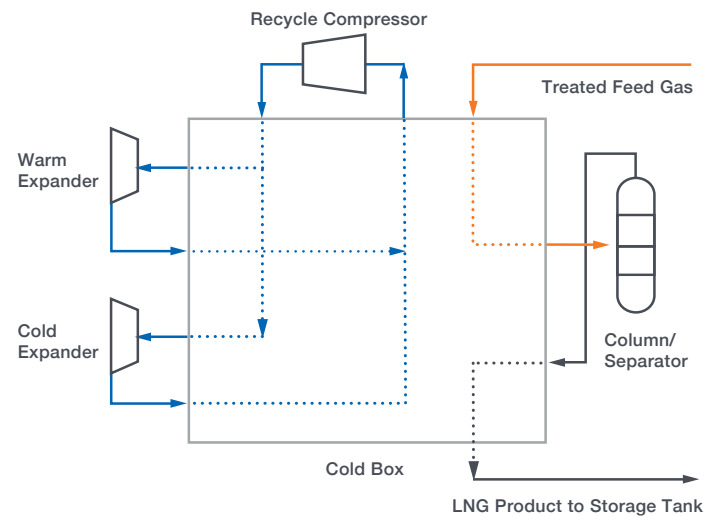 Recycle Compressor
Treated Feed Gas
Warm
Expander
Cold
Expander
Column/
Separator
Cold Box
LNG Product to Storage Tank